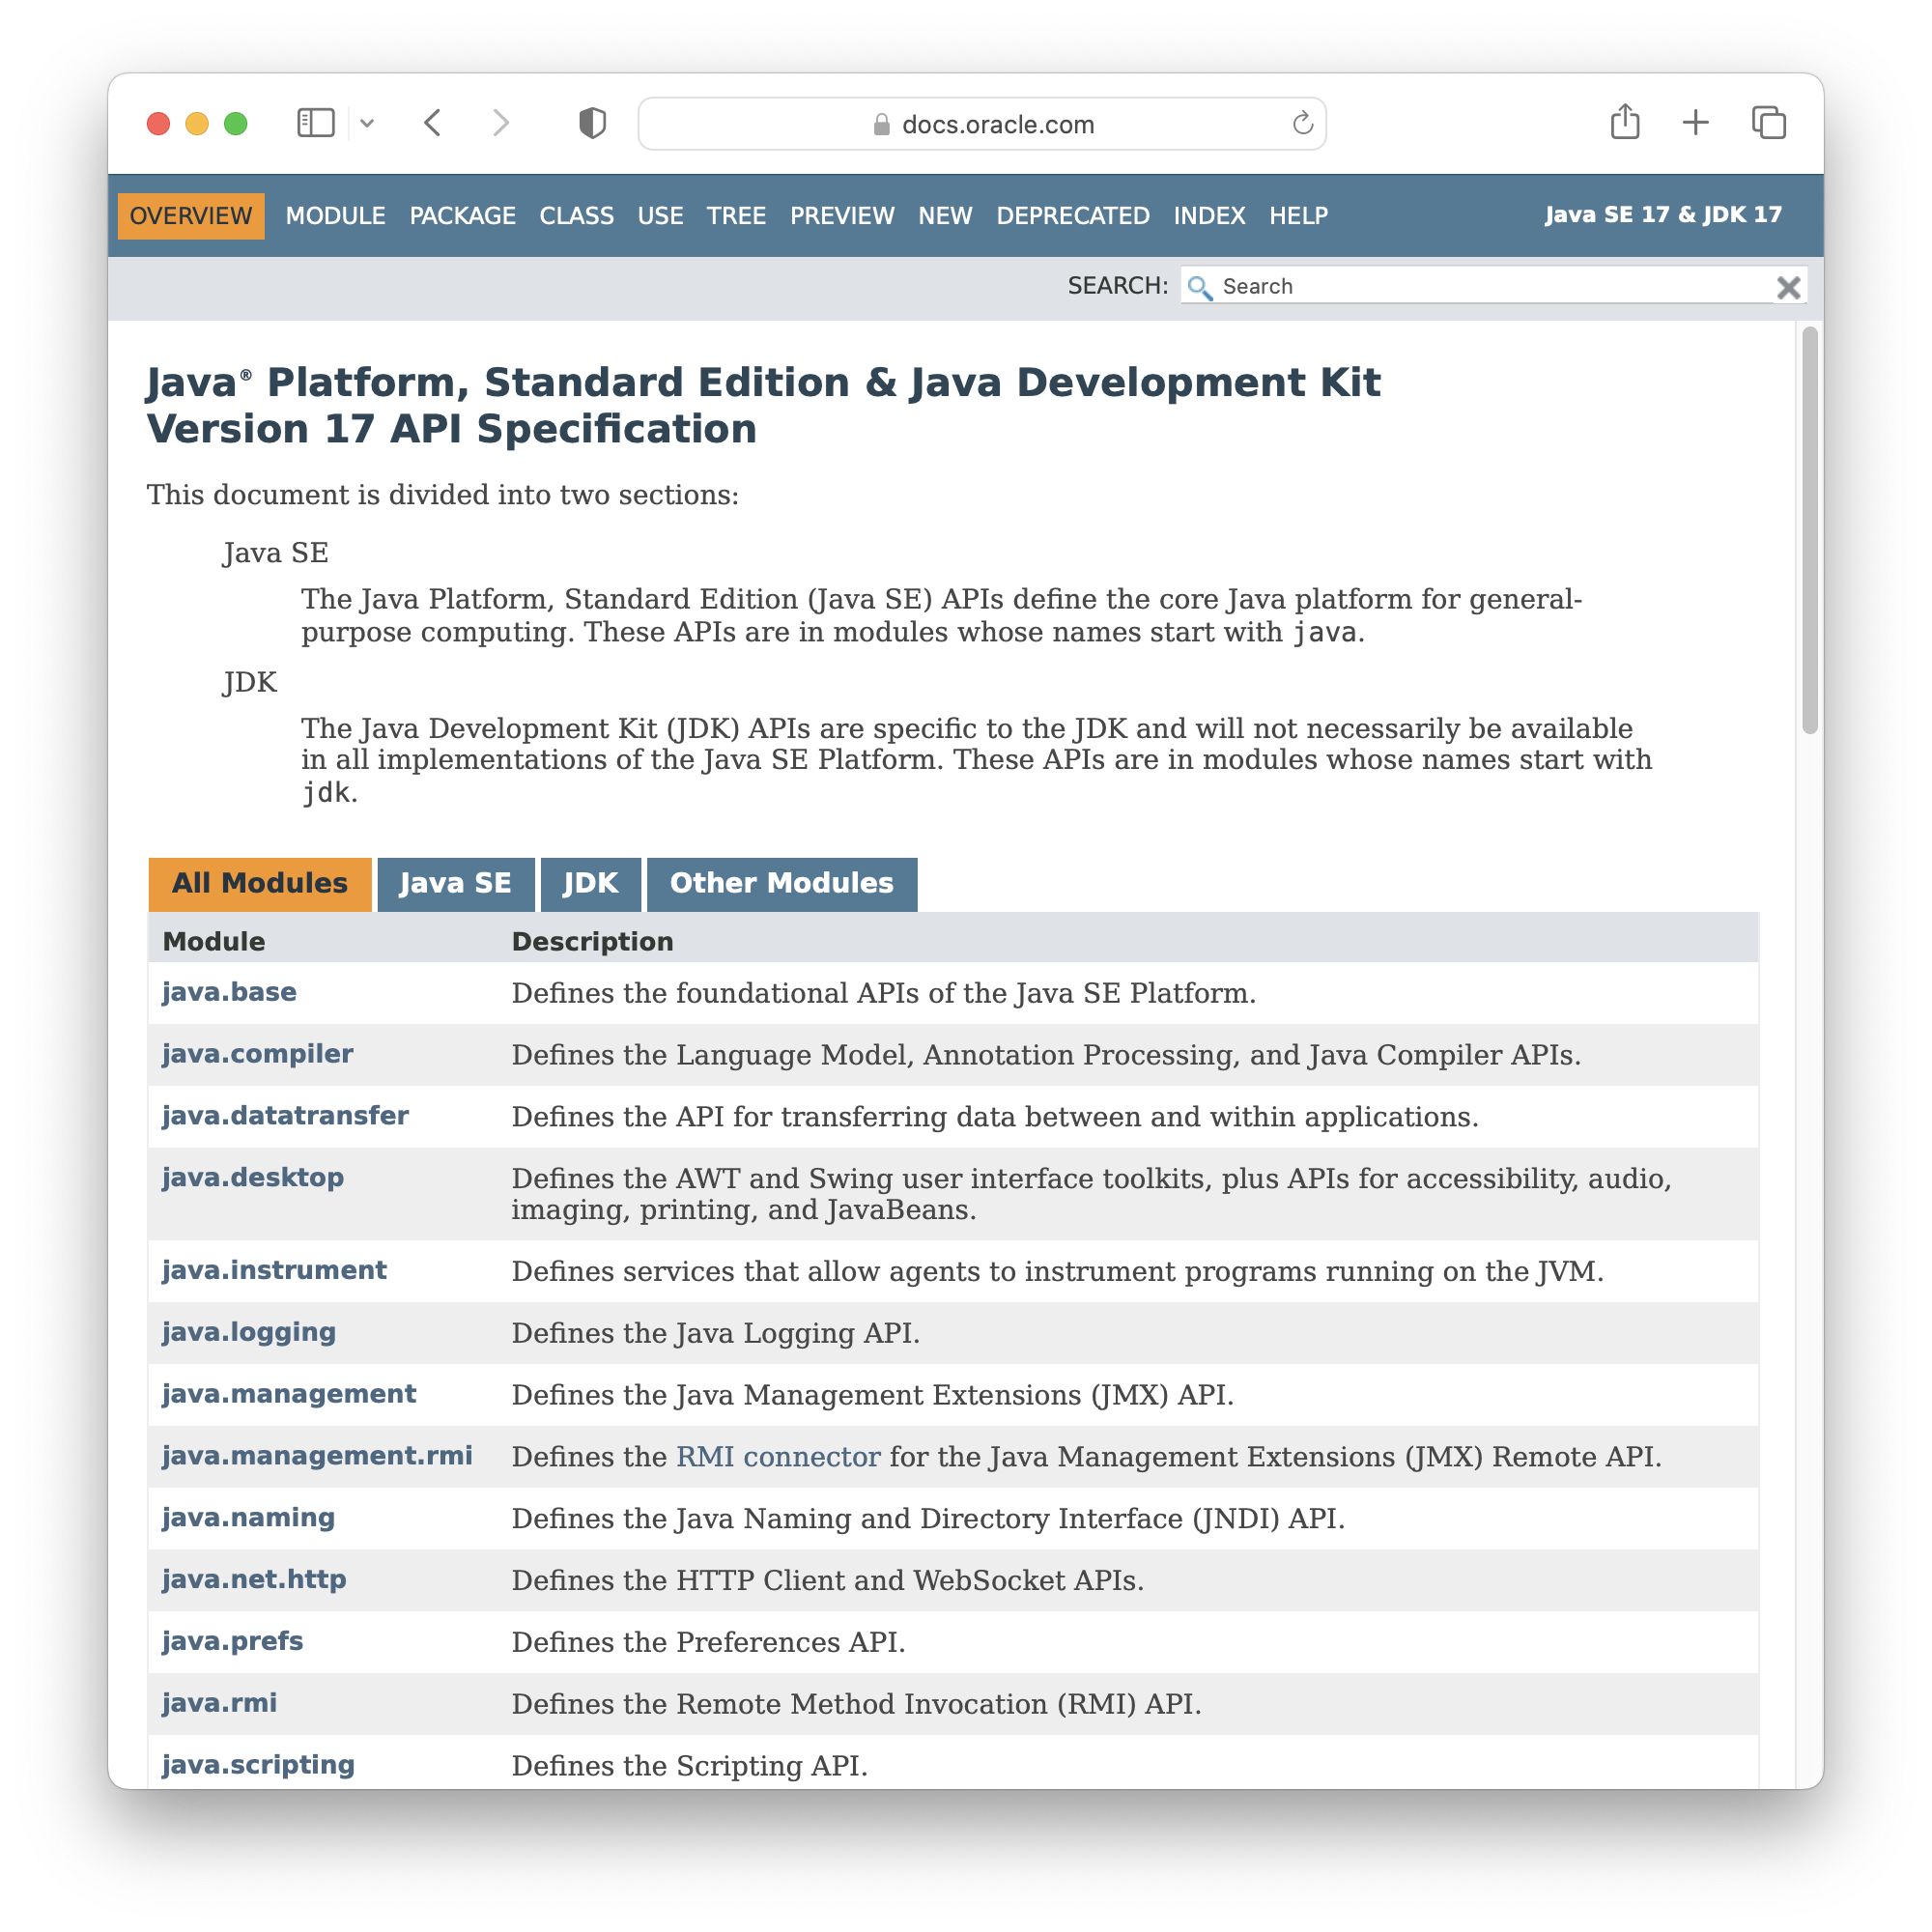 docs.oracle.com
OVERVIEW MODULE PACKAGE CLASS USE TREE PREVIEW NEW DEPRECATED INDEX HELP Java SE 17 & JDK 17
SEARCH: Search
Java® Platform, Standard Edition & Java Development Kit
Version 17 API Specification
This document is divided into two sections:
Java SE
The Java Platform, Standard Edition (Java SE) APIs define the core Java platform for general-
purpose computing. These APIs are in modules whose names start with java.
JDK
The Java Development Kit (JDK) APIs are specific to the JDK and will not necessarily be available
in all implementations of the Java SE Platform. These APIs are in modules whose names start with
jdk.
All Modules Java SE JDK Other Modules
Module Description
java.base Defines the foundational APIs of the Java SE Platform.
java.compiler Defines the Language Model, Annotation Processing, and Java Compiler APIs.
java.datatransfer Defines the API for transferring data between and within applications.
java.desktop Defines the AWT and Swing user interface toolkits, plus APIs for accessibility, audio,
imaging, printing, and JavaBeans.
java.instrument Defines services that allow agents to instrument programs running on the JVM.
java.logging Defines the Java Logging API.
java.management Defines the Java Management Extensions (JMX) API.
java.management.rmi Defines the RMI connector for the Java Management Extensions (JMX) Remote API.
java.naming Defines the Java Naming and Directory Interface (JNDI) API.
java.net.http Defines the HTTP Client and WebSocket APIs.
java.prefs Defines the Preferences API.
java.rmi Defines the Remote Method Invocation (RMI) API.
java.scripting Defines the Scripting API.